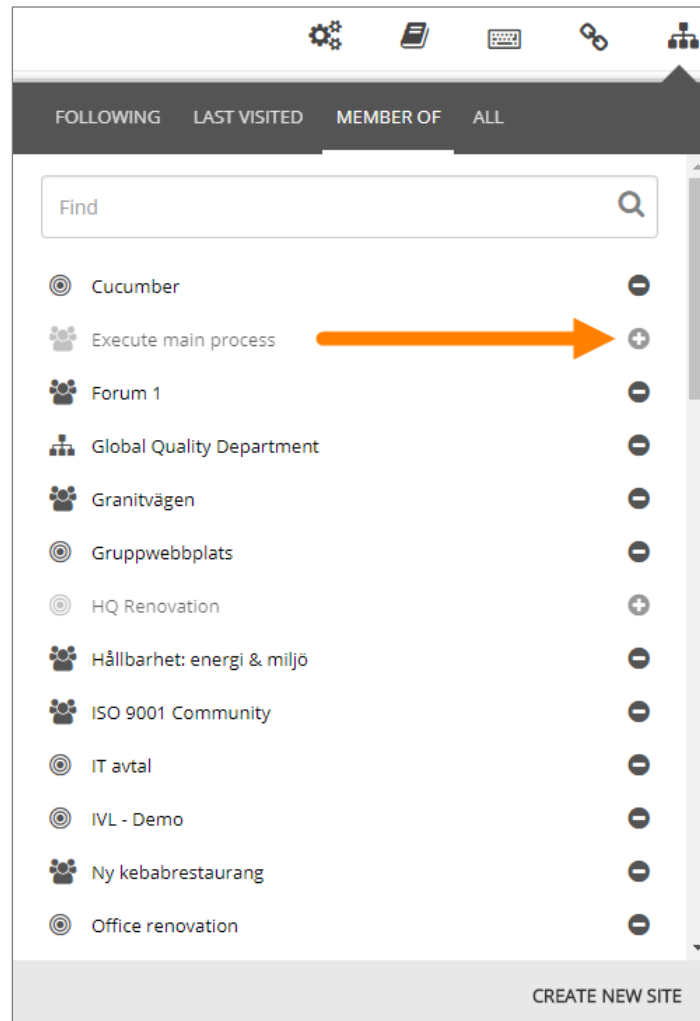 FOLLOWING LAST VISITED MEMBER OF ALL
Find
Cucumber
Execute main process
Forum 1
Global Quality Department
Granitvägen
Gruppwebbplats
HQ Renovation
Hållbarhet: energi & miljö
ISO 9001 Community
IT avtal
IVL - Demo
Ny kebabrestaurang
Office renovation
CREATE NEW SITE